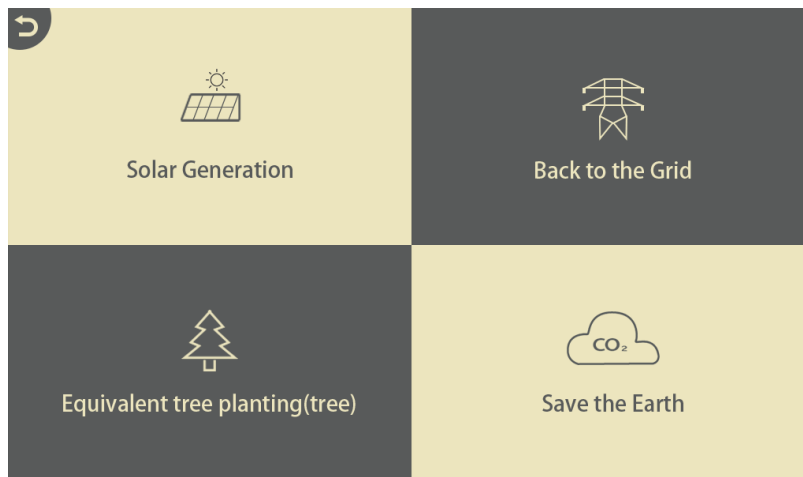 Solar Generation
Back to the Grid
Equivalent tree planting(tree)
CO₂
Save the Earth